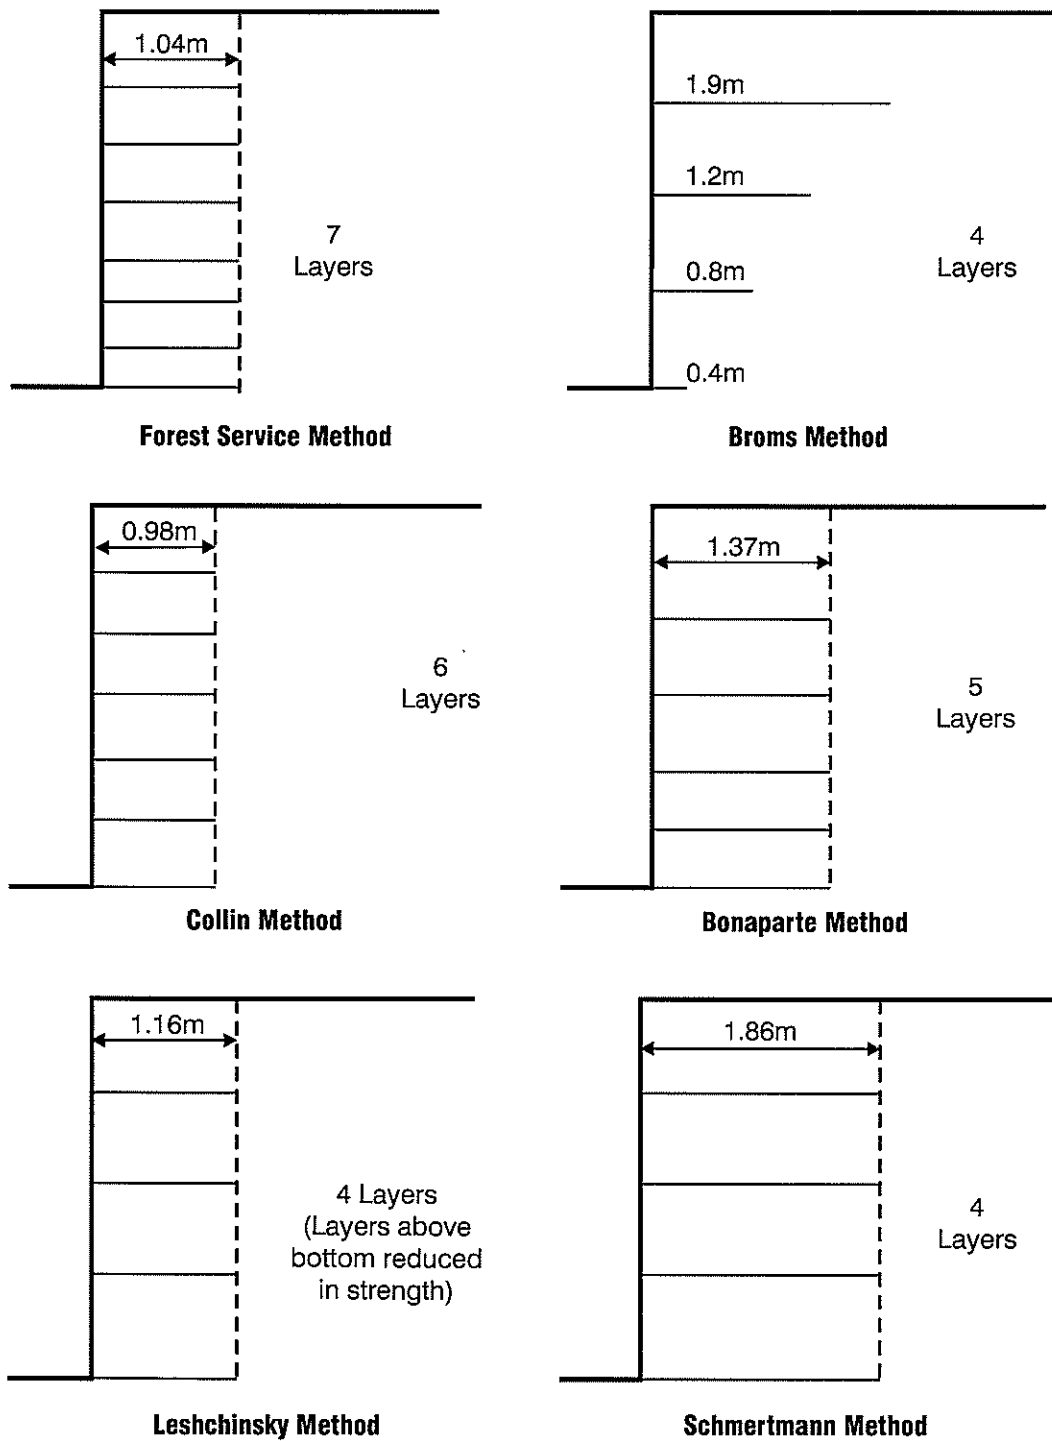 1.04m
7
Layers
Forest Service Method
1.9m
1.2m
0.8m
0.4m
4
Layers
Broms Method
0.98m
6
Layers
Collin Method
1.37m
5
Layers
Bonaparte Method
1.16m
4 Layers
(Layers above
bottom reduced
in strength)
Leshchinsky Method
1.86m
4
Layers
Schmertmann Method